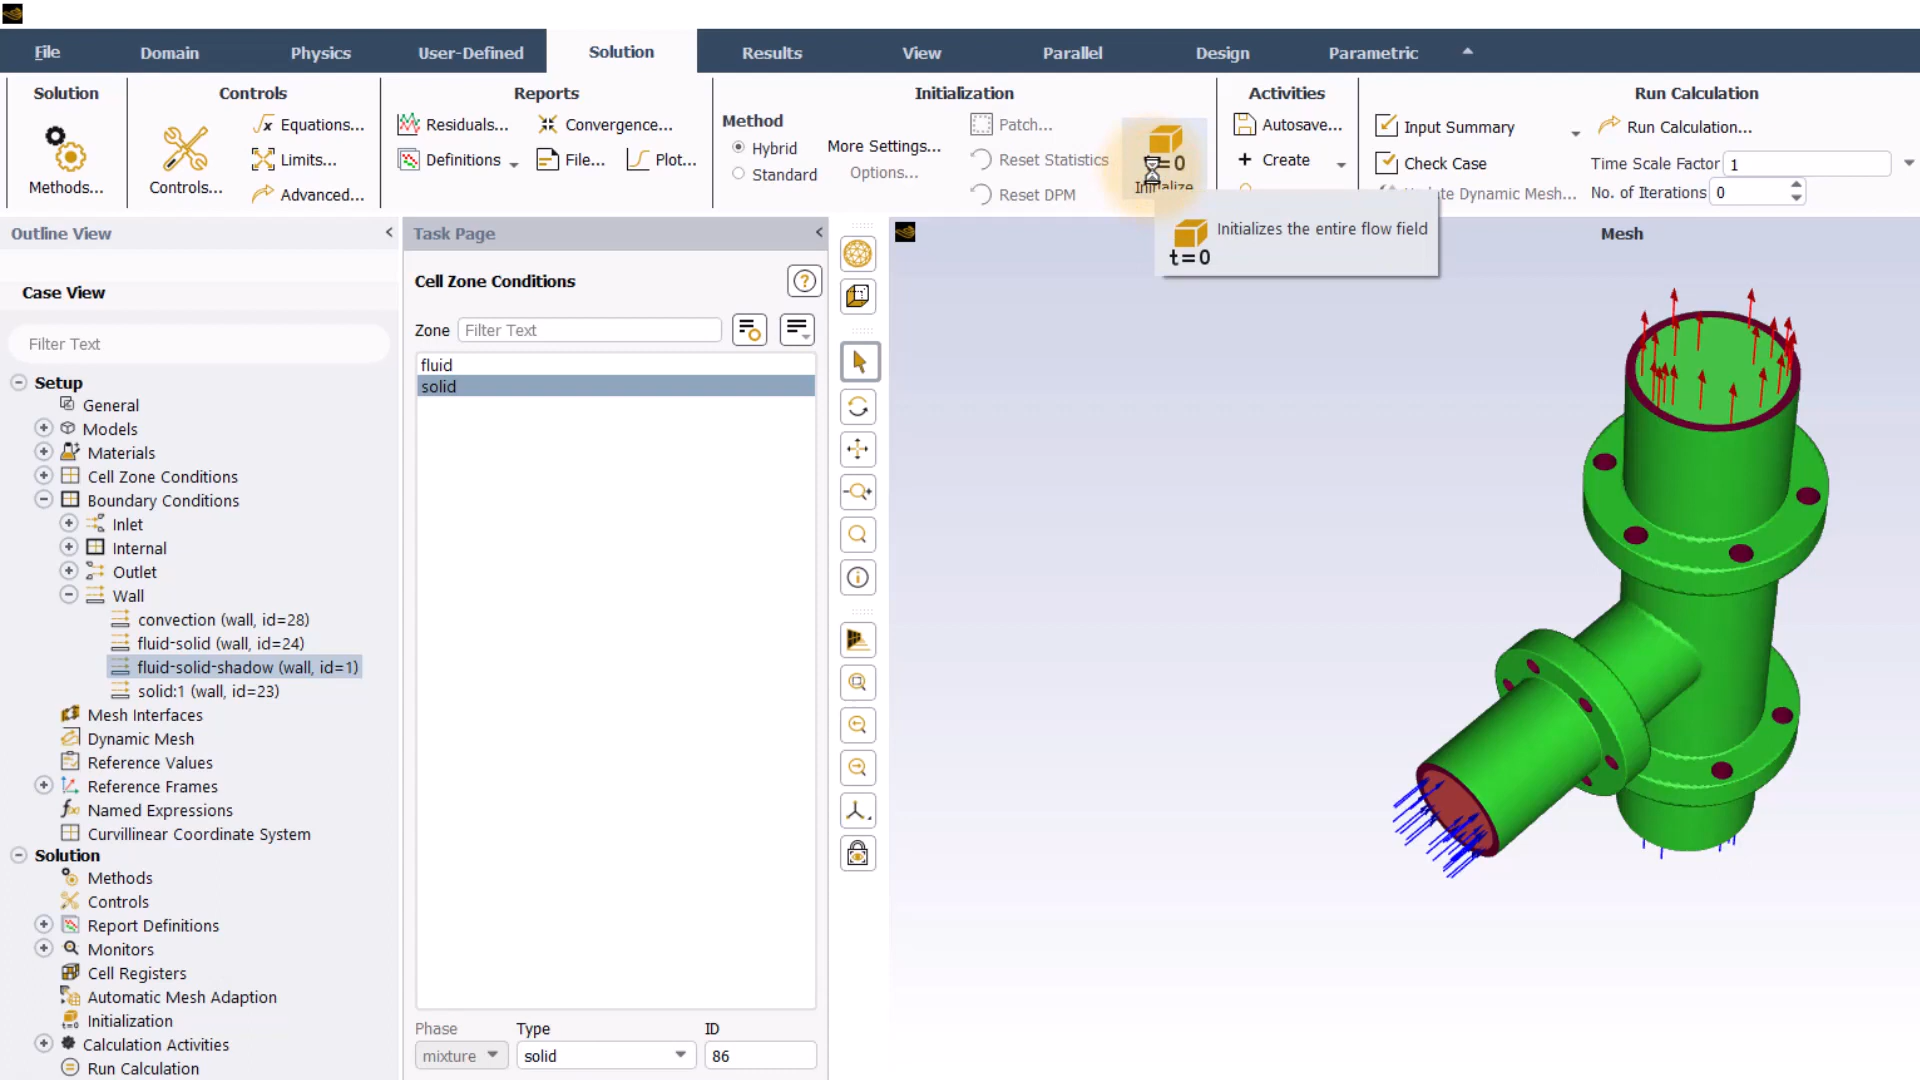 File Domain Physics User-Defined Solution Results View Parallel Design Parametric
Solution
Methods...
Controls
Controls...
Equations...
Limits...
Advanced...
Reports
Residuals... Convergence...
Definitions File... Plot...
Initialization
Method
Hybrid
Standard
More Settings...
Options...
Patch...
Reset Statistics
Reset DPM
=0
Initialize
Activities
Autosave...
Create
Run Calculation
Input Summary
Check Case
Dynamic Mesh...
Run Calculation...
Time Scale Factor 1
No. of Iterations 0
Initializes the entire flow field
t=0
Outline View
Case View
Filter Text
Setup
General
Models
Materials
Cell Zone Conditions
Boundary Conditions
Inlet
Internal
Outlet
Wall
convection (wall, id=28)
fluid-solid (wall, id=24)
fluid-solid-shadow (wall, id=1)
solid:1 (wall, id=23)
Mesh Interfaces
Dynamic Mesh
Reference Values
Reference Frames
Named Expressions
Curvillinear Coordinate System
Solution
Methods
Controls
Report Definitions
Monitors
Cell Registers
Automatic Mesh Adaption
t=0 Initialization
Calculation Activities
Run Calculation
Task Page
Cell Zone Conditions
Zone Filter Text
fluid
solid
Phase Type ID
mixture solid 86
Mesh